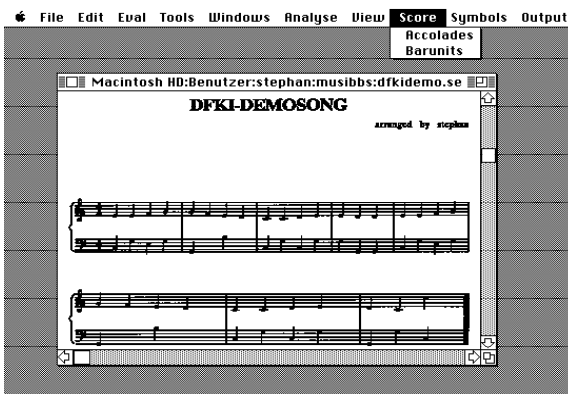 File Edit Eval Tools Windows Analyse View Score Symbols Output
Accolades
Barunits
Macintosh HD:Benutzer:stephan:musibbs:dfkidemo.se
DFKI-DEMOSONG
arranged by stephan